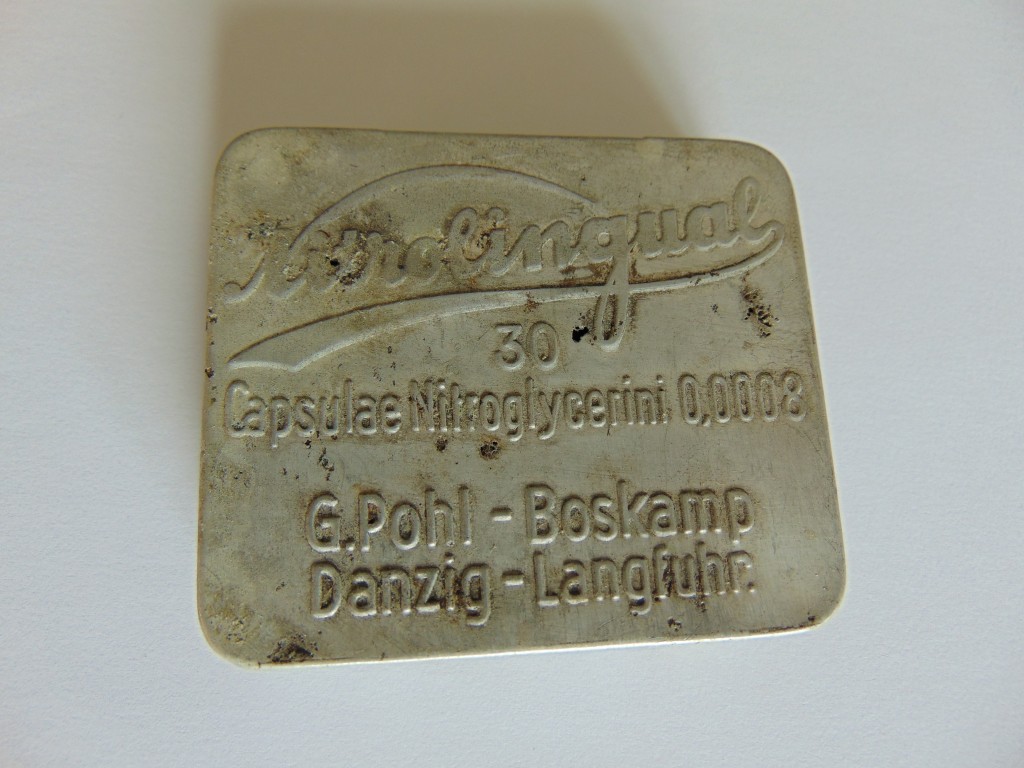 Nitrolingual
30
Capsulae Nitroglycerini 0,0008
G. Pohl - Boskamp
Danzig - Langfuhr.